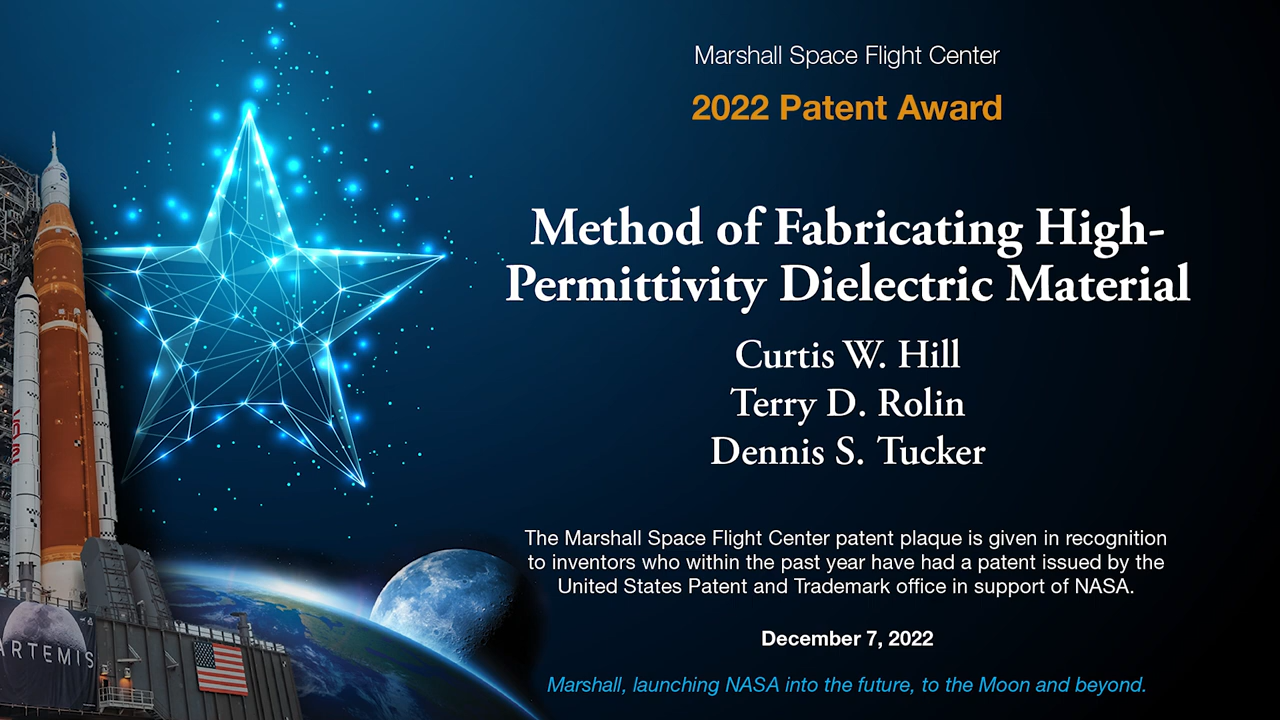 Marshall Space Flight Center
2022 Patent Award
Method of Fabricating High-
Permittivity Dielectric Material
Curtis W. Hill
Terry D. Rolin
Dennis S. Tucker
The Marshall Space Flight Center patent plaque is given in recognition
to inventors who within the past year have had a patent issued by the
United States Patent and Trademark office in support of NASA.
December 7, 2022
Marshall, launching NASA into the future, to the Moon and beyond.
NASA
ARTEMIS